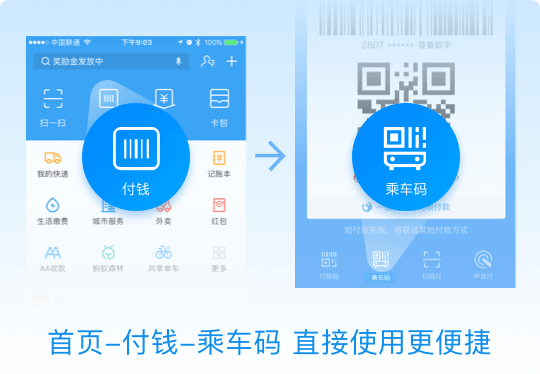 中国联通 下午9:03 100%
奖励金发放中
扫一扫 卡包
付钱
我的快递 记账本
生活缴费 城市服务 外卖 红包
AA收款 蚂蚁森林 共享单车 更多
2807 ****** 查看数字
乘车码
如付款失败，将尝试其他付款方式
付款码 乘车码 扫码付 声波付
首页-付钱-乘车码 直接使用更便捷